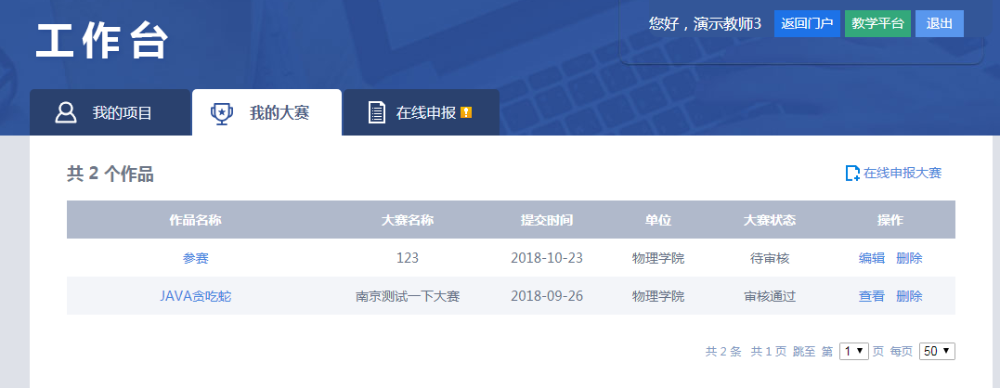 工作台
您好，演示教师3 返回门户 教学平台 退出
我的项目 我的大赛 在线申报
共 2 个作品 在线申报大赛
作品名称 大赛名称 提交时间 单位 大赛状态 操作
参赛 123 2018-10-23 物理学院 待审核 编辑 删除
JAVA贪吃蛇 南京测试一下大赛 2018-09-26 物理学院 审核通过 查看 删除
共 2 条 共 1 页 跳至 第 1 页 每页 50